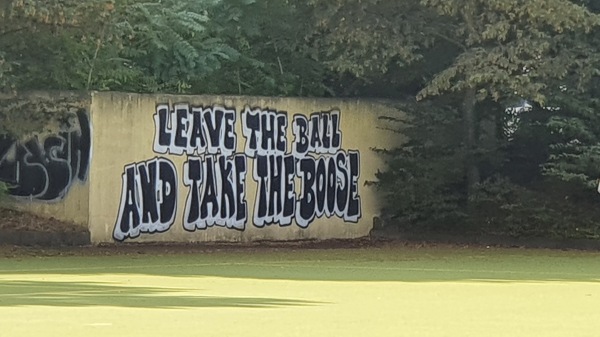 LEAVE THE BALL
AND TAKE THE BOOSE